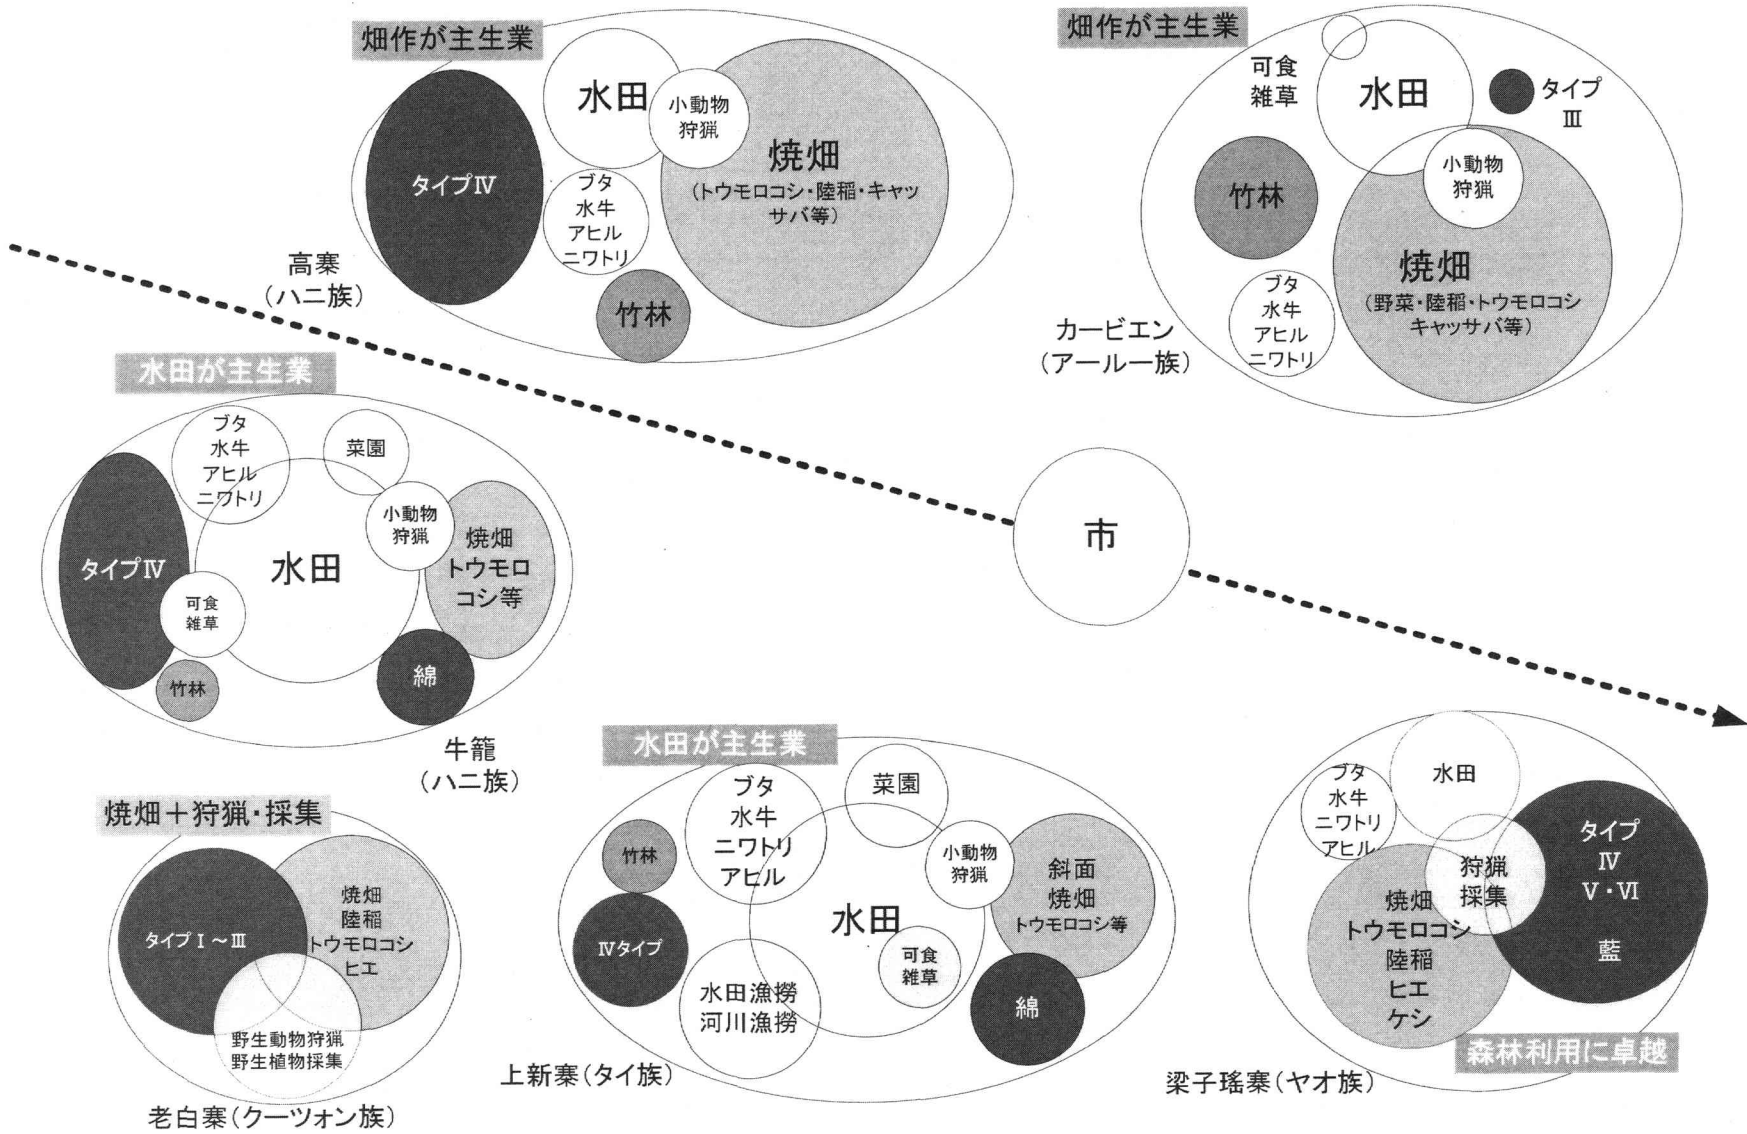 畑作が主生業
水田
小動物
狩猟
焼畑
(トウモロコシ・陸稲・キャッ
サバ等)
タイプⅣ
ブタ
水牛
アヒル
ニワトリ
竹林
高寨
(ハニ族)
畑作が主生業
可食
雑草
水田
タイプ
Ⅲ
小動物
狩猟
竹林
焼畑
(野菜・陸稲・トウモロコシ
キャッサバ等)
ブタ
水牛
アヒル
ニワトリ
カービエン
(アールー族)
水田が主生業
ブタ
水牛
アヒル
ニワトリ
菜園
小動物
狩猟
焼畑
トウモロ
コシ等
水田
タイプⅣ
可食
雑草
竹林
綿
牛籠
(ハニ族)
市
焼畑+狩猟・採集
タイプⅠ~Ⅲ
焼畑
陸稲
トウモロコシ
ヒエ
野生動物狩猟
野生植物採集
老白寨(クーツォン族)
水田が主生業
ブタ
水牛
ニワトリ
アヒル
菜園
竹林
小動物
狩猟
斜面
焼畑
トウモロコシ等
水田
Ⅳタイプ
可食
雑草
水田漁撈
河川漁撈
綿
上新寨(タイ族)
水田
ブタ
水牛
ニワトリ
アヒル
タイプ
Ⅳ
Ⅴ・Ⅵ
藍
狩猟
採集
焼畑
トウモロコシ
陸稲
ヒエ
ケシ
森林利用に卓越
梁子瑤寨(ヤオ族)